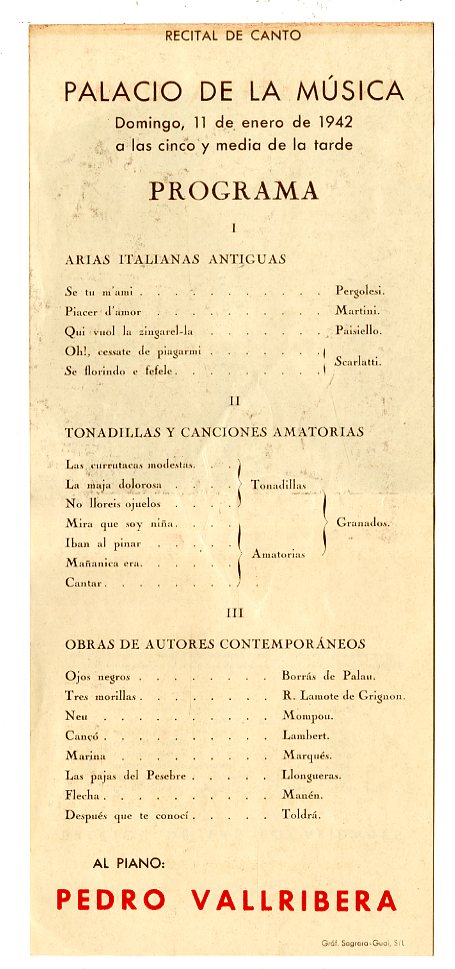 RECITAL DE CANTO
PALACIO DE LA MÚSICA
Domingo, 11 de enero de 1942
a las cinco y media de la tarde
PROGRAMA
I
ARIAS ITALIANAS ANTIGUAS
Se tu m'ami . . . . . . . . . . Pergolesi.
Piacer d'amor . . . . . . . . . Martini.
Qui vuol la zingarel-la . . . . . . . Paisiello.
Oh!, cessate de piagarmi . . . . . .
Se florindo e fefele . . . . . . . . Scarlatti.
II
TONADILLAS Y CANCIONES AMATORIAS
Las currutacas modestas. . . .
La maja dolorosa . . . . Tonadillas
No lloreis ojuelos . . . . .
Mira que soy niña. . . . . Granados.
Iban al pinar . . . . .
Mañanica era. . . . . . Amatorias
Cantar. . . . . . . .
III
OBRAS DE AUTORES CONTEMPORÁNEOS
Ojos negros . . . . . . . . Borrás de Palau.
Tres morillas . . . . . . . . R. Lamote de Grignon.
Neu . . . . . . . . . Mompou.
Cançó . . . . . . . . . Lambert.
Marina . . . . . . . . Marqués.
Las pajas del Pesebre . . . . . Llongueras.
Flecha . . . . . . . . . Manén.
Después que te conocí . . . . . Toldrá.
AL PIANO:
PEDRO VALLRIBERA
Gráf. Sagrera-Guai, S/L